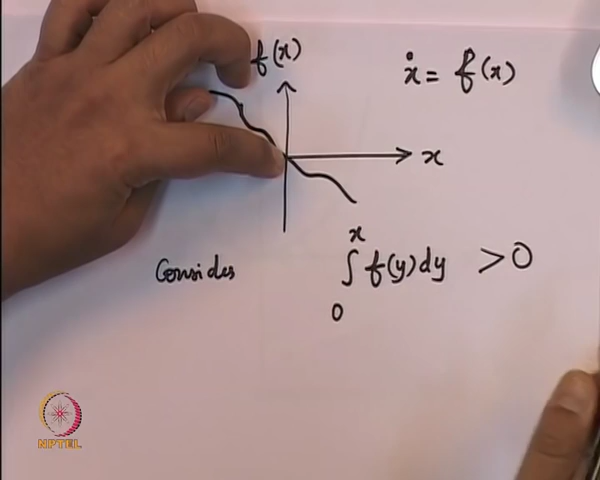 f(x)
ẋ = f(x)
x
Consider ∫₀ˣ f(y) dy > 0
NPTEL